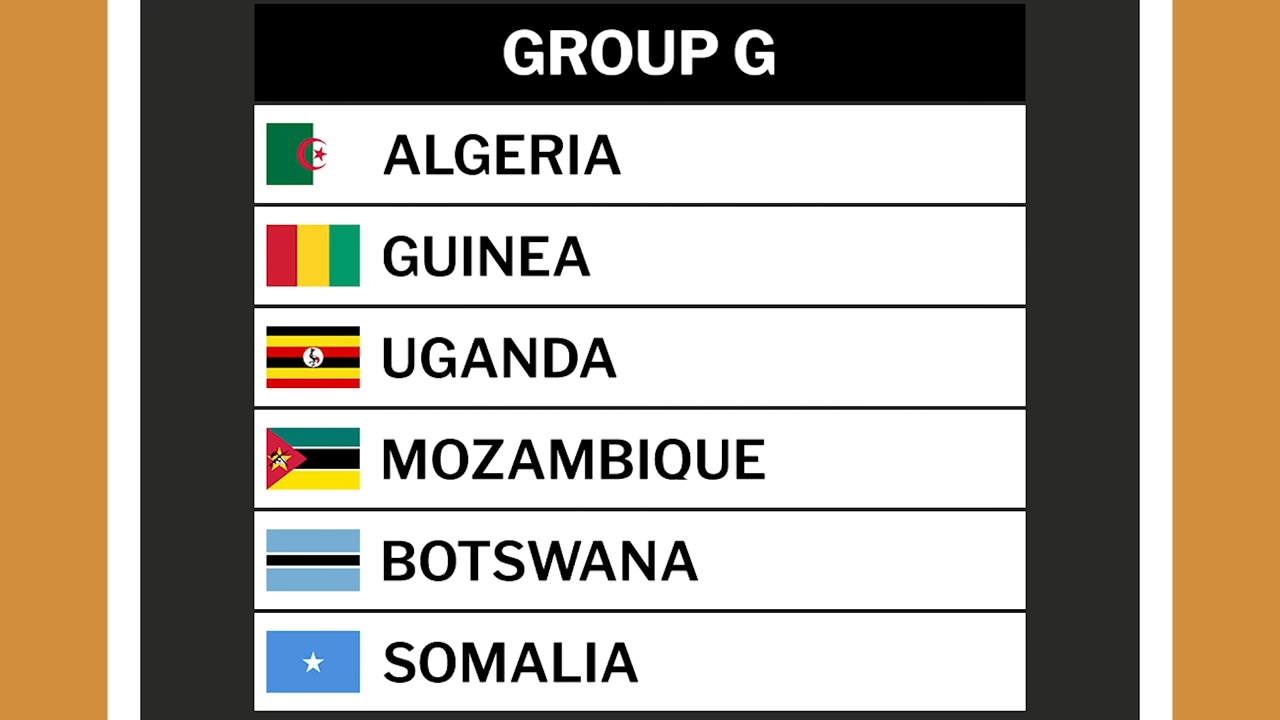 GROUP G
ALGERIA
GUINEA
UGANDA
MOZAMBIQUE
BOTSWANA
SOMALIA